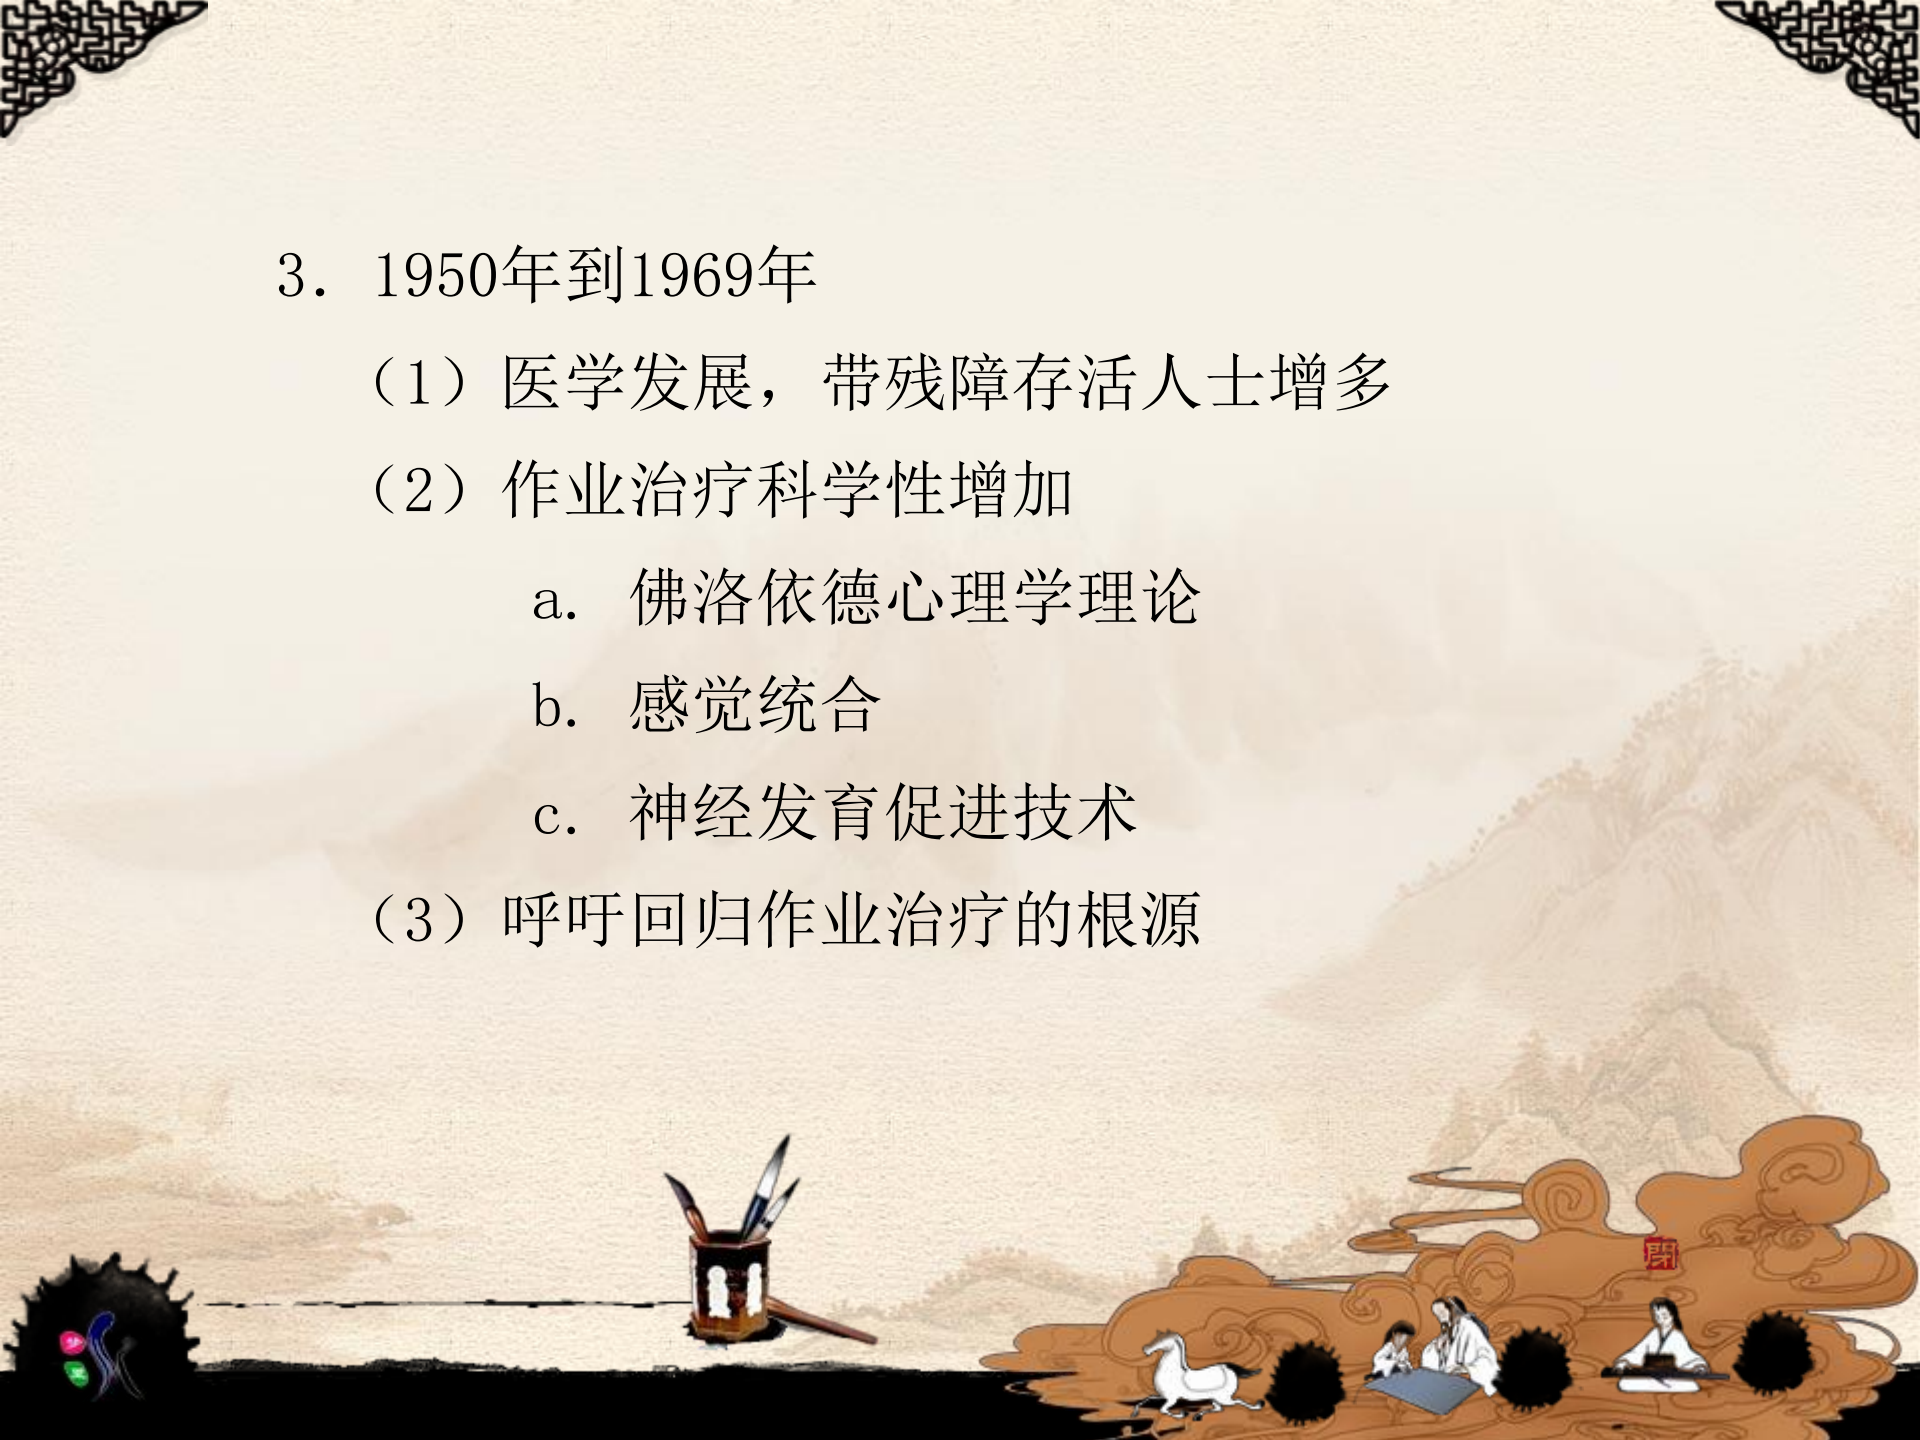 3. 1950年到1969年
（1）医学发展，带残障存活人士增多
（2）作业治疗科学性增加
a. 佛洛依德心理学理论
b. 感觉统合
c. 神经发育促进技术
（3）呼吁回归作业治疗的根源